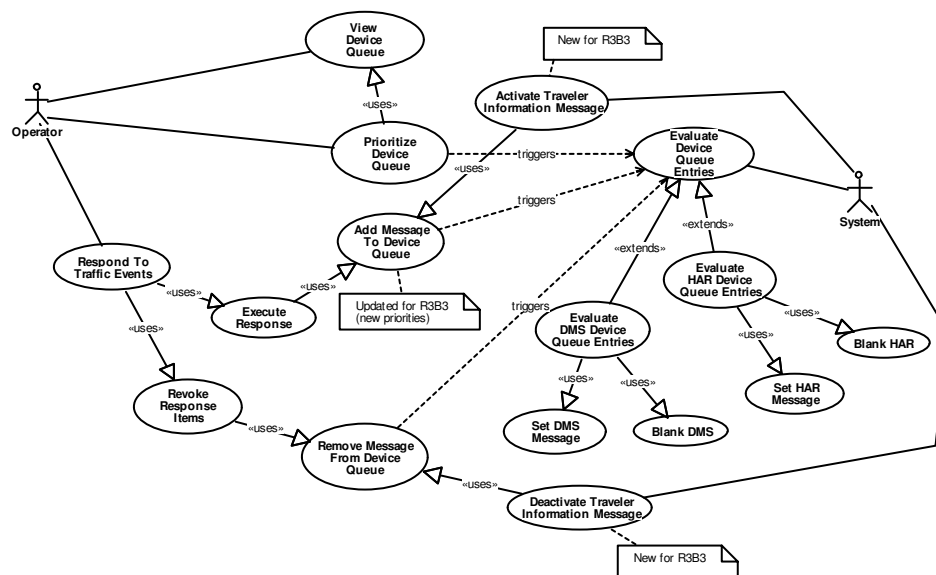 View
Device
Queue
New for R3B3
«uses»
Activate Traveler
Information Message
Operator
Prioritize
Device
Queue
triggers
Evaluate
Device
Queue
Entries
«uses»
System
triggers
Add Message
To Device
Queue
«extends»
«extends»
Respond To
Traffic Events
Evaluate
HAR Device
Queue Entries
«uses»
«uses»
Updated for R3B3
(new priorities)
triggers
Execute
Response
Evaluate
DMS Device
Queue Entries
«uses»
«uses»
Blank HAR
«uses»
Revoke
Response
Items
«uses»
«uses»
Set HAR
Message
«uses»
Set DMS
Message
Blank DMS
Remove Message
From Device
Queue
«uses»
Deactivate Traveler
Information Message
New for R3B3